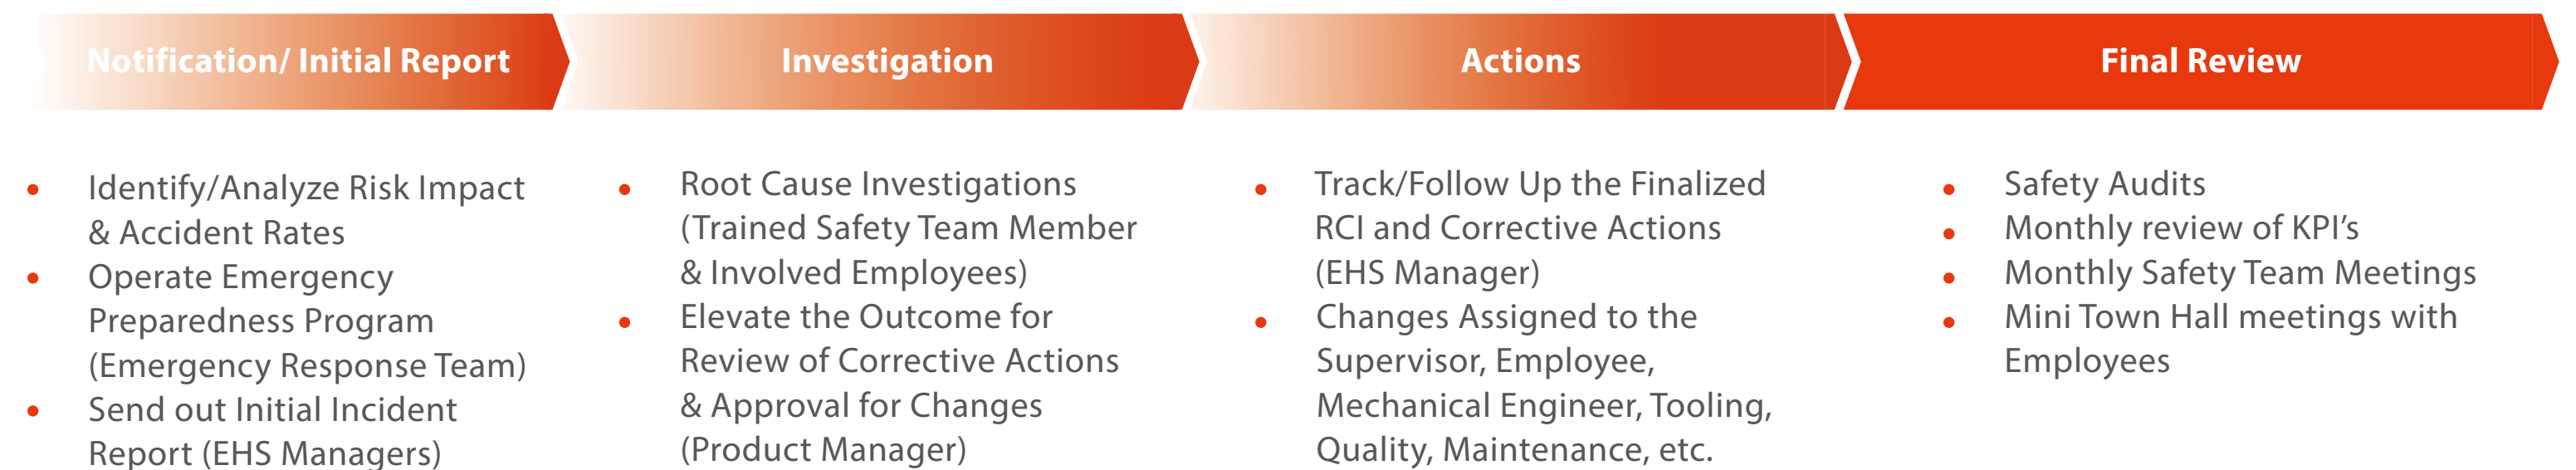 Notification/ Initial Report
Investigation
Actions
Final Review
• Identify/Analyze Risk Impact
& Accident Rates
• Operate Emergency
Preparedness Program
(Emergency Response Team)
• Send out Initial Incident
Report (EHS Managers)
• Root Cause Investigations
(Trained Safety Team Member
& Involved Employees)
• Elevate the Outcome for
Review of Corrective Actions
& Approval for Changes
(Product Manager)
• Track/Follow Up the Finalized
RCI and Corrective Actions
(EHS Manager)
• Changes Assigned to the
Supervisor, Employee,
Mechanical Engineer, Tooling,
Quality, Maintenance, etc.
• Safety Audits
• Monthly review of KPI’s
• Monthly Safety Team Meetings
• Mini Town Hall meetings with
Employees